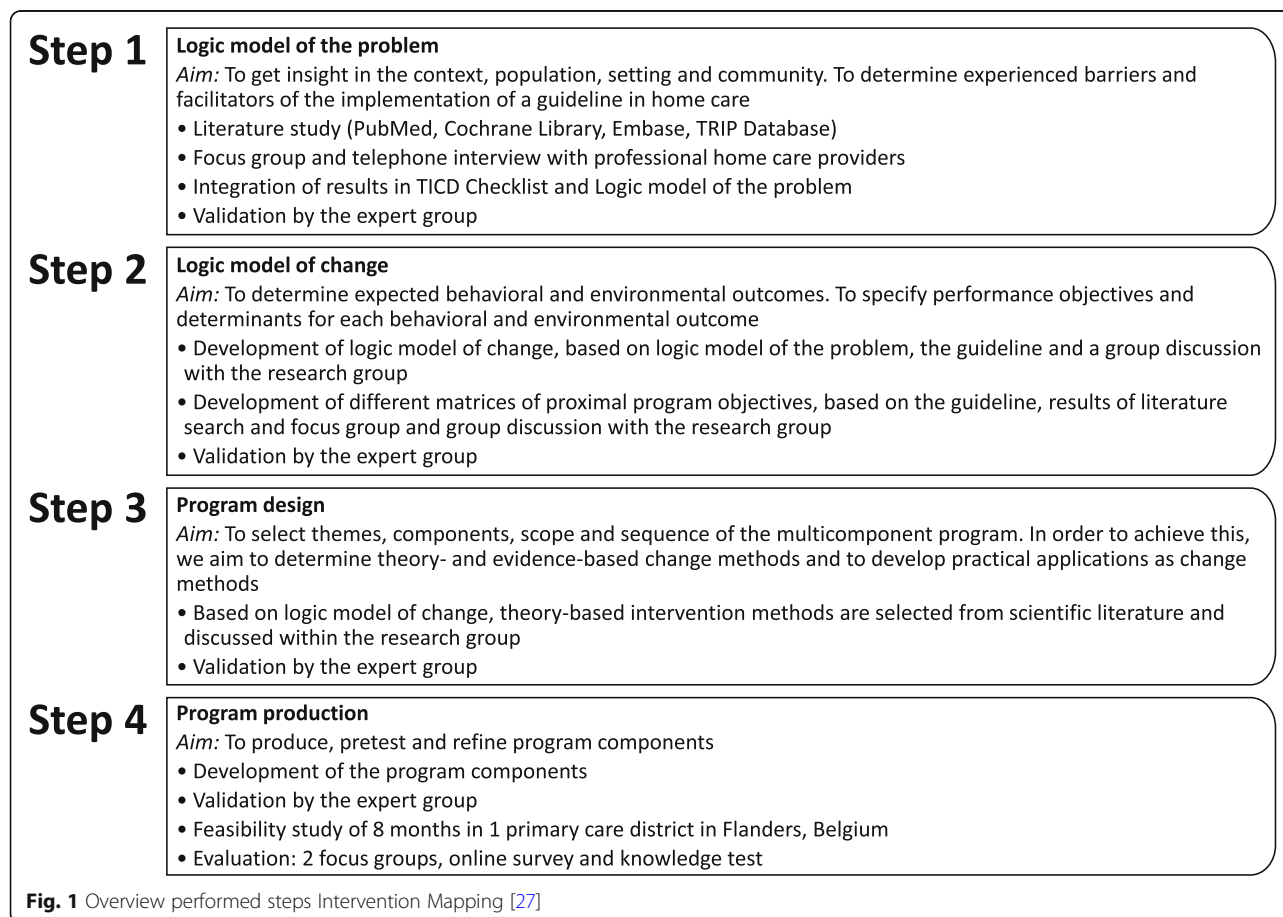 Step 1
Logic model of the problem
Aim: To get insight in the context, population, setting and community. To determine experienced barriers and
facilitators of the implementation of a guideline in home care
• Literature study (PubMed, Cochrane Library, Embase, TRIP Database)
• Focus group and telephone interview with professional home care providers
• Integration of results in TICD Checklist and Logic model of the problem
• Validation by the expert group
Step 2
Logic model of change
Aim: To determine expected behavioral and environmental outcomes. To specify performance objectives and
determinants for each behavioral and environmental outcome
• Development of logic model of change, based on logic model of the problem, the guideline and a group discussion
with the research group
• Development of different matrices of proximal program objectives, based on the guideline, results of literature
search and focus group and group discussion with the research group
• Validation by the expert group
Step 3
Program design
Aim: To select themes, components, scope and sequence of the multicomponent program. In order to achieve this,
we aim to determine theory- and evidence-based change methods and to develop practical applications as change
methods
• Based on logic model of change, theory-based intervention methods are selected from scientific literature and
discussed within the research group
• Validation by the expert group
Step 4
Program production
Aim: To produce, pretest and refine program components
• Development of the program components
• Validation by the expert group
• Feasibility study of 8 months in 1 primary care district in Flanders, Belgium
• Evaluation: 2 focus groups, online survey and knowledge test
Fig. 1 Overview performed steps Intervention Mapping [27]